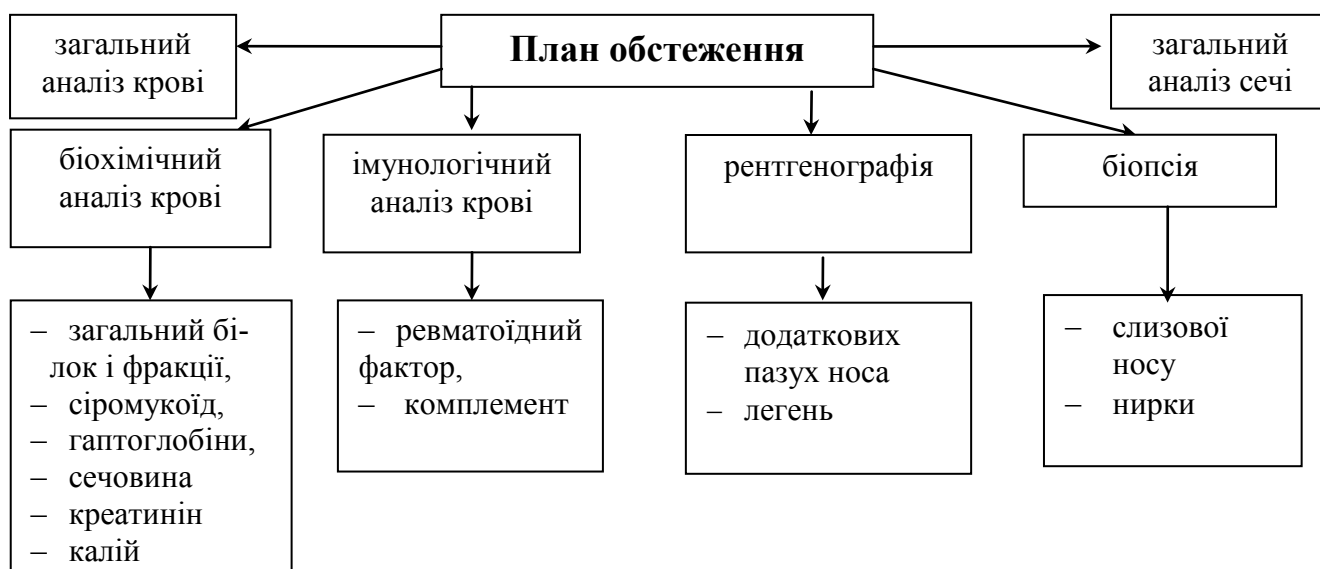 План обстеження
загальний
аналіз крові
загальний
аналіз сечі
біохімічний
аналіз крові
імунологічний
аналіз крові
рентгенографія
біопсія
– загальний бі-
лок і фракції,
– сіромукоїд,
– гаптоглобіни,
– сечовина
– креатинін
– калій
– ревматоїдний
фактор,
– комплемент
– додаткових
пазух носа
– легень
– слизової
носу
– нирки